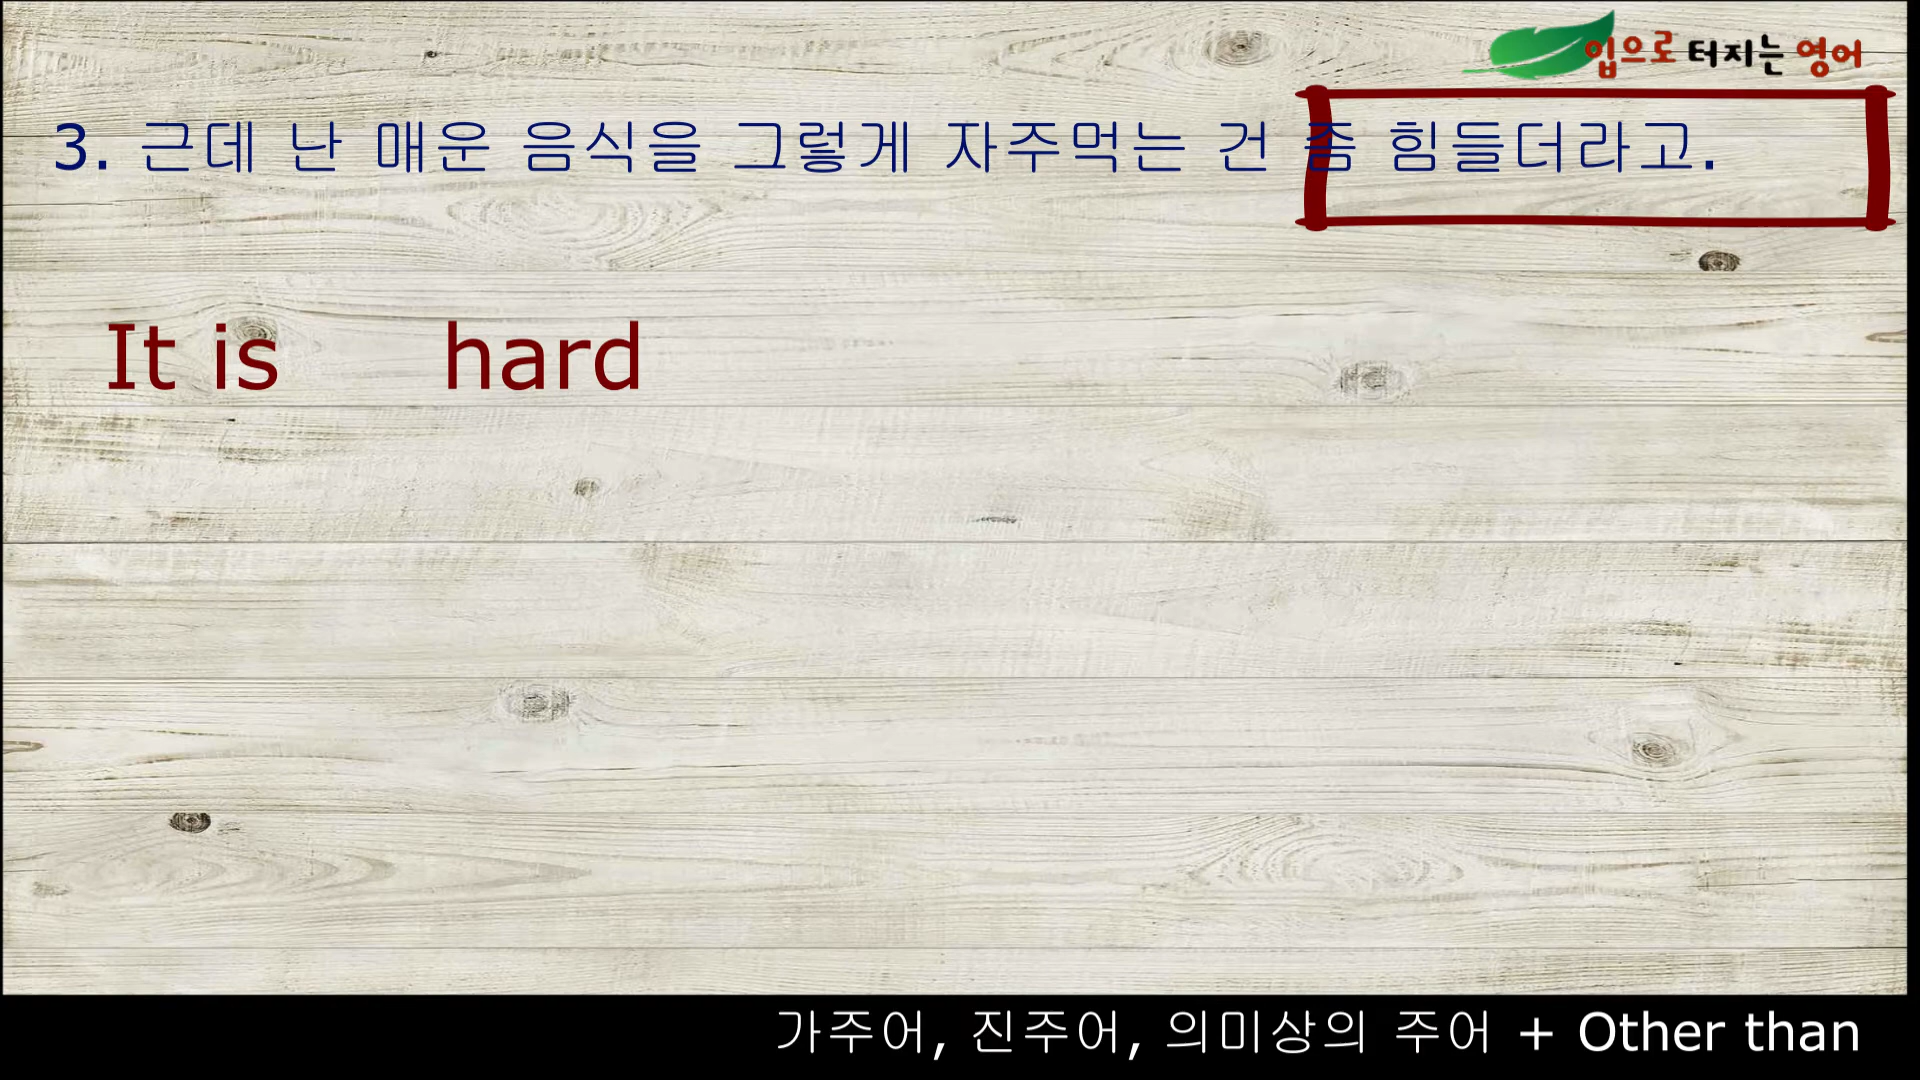 입으로 터지는 영어
3. 근데 난 매운 음식을 그렇게 자주먹는 건 좀 힘들더라고.
It is hard
가주어, 진주어, 의미상의 주어 + Other than